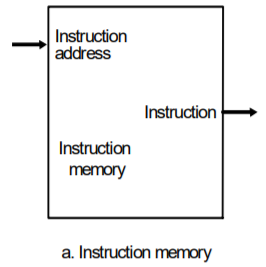 Instruction
address
Instruction
Instruction
memory
a. Instruction memory